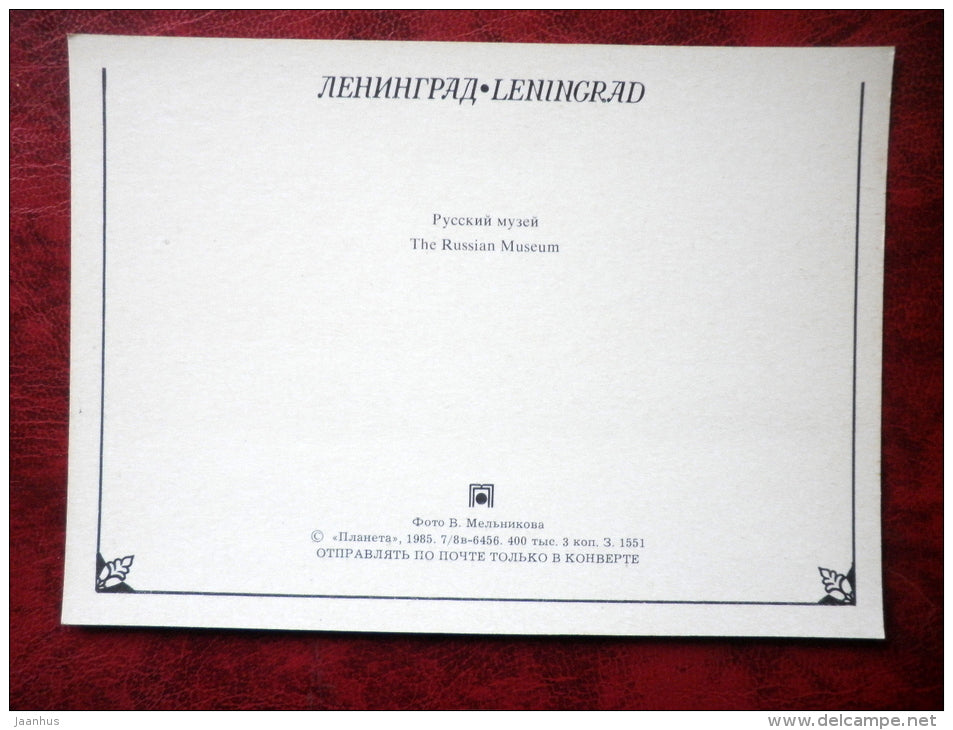 ЛЕНИНГРАД•LENINGRAD
Русский музей
The Russian Museum
Фото В. Мельникова
© «Планета», 1985. 7/8в-6456. 400 тыс. 3 коп. З. 1551
ОТПРАВЛЯТЬ ПО ПОЧТЕ ТОЛЬКО В КОНВЕРТЕ
jaanhus
www.delcampe.net